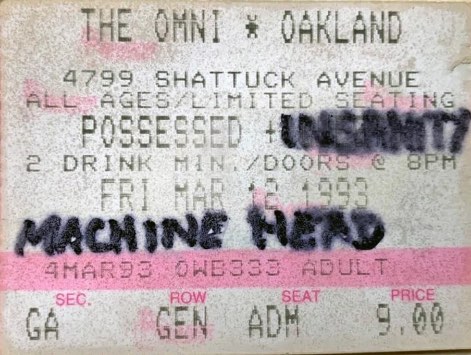 THE OMNI * OAKLAND
4799 SHATTUCK AVENUE
ALL AGES/LIMITED SEATING
POSSESSED + INSANITY
2 DRINK MIN./DOORS @ 8PM
FRI MAR 12 1993
MACHINE HEAD
4MAR93 OWB333 ADULT
SEC. ROW SEAT PRICE
GA GEN ADM 9.00